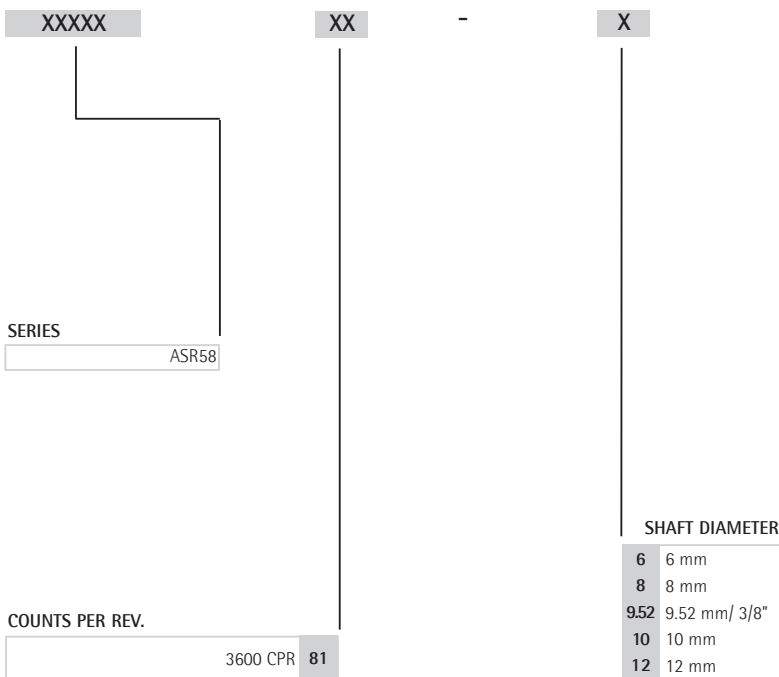 XXXXX XX - X
SERIES
ASR58
SHAFT DIAMETER
6 6 mm
8 8 mm
9.52 9.52 mm/ 3/8"
10 10 mm
12 12 mm
COUNTS PER REV.
3600 CPR 81